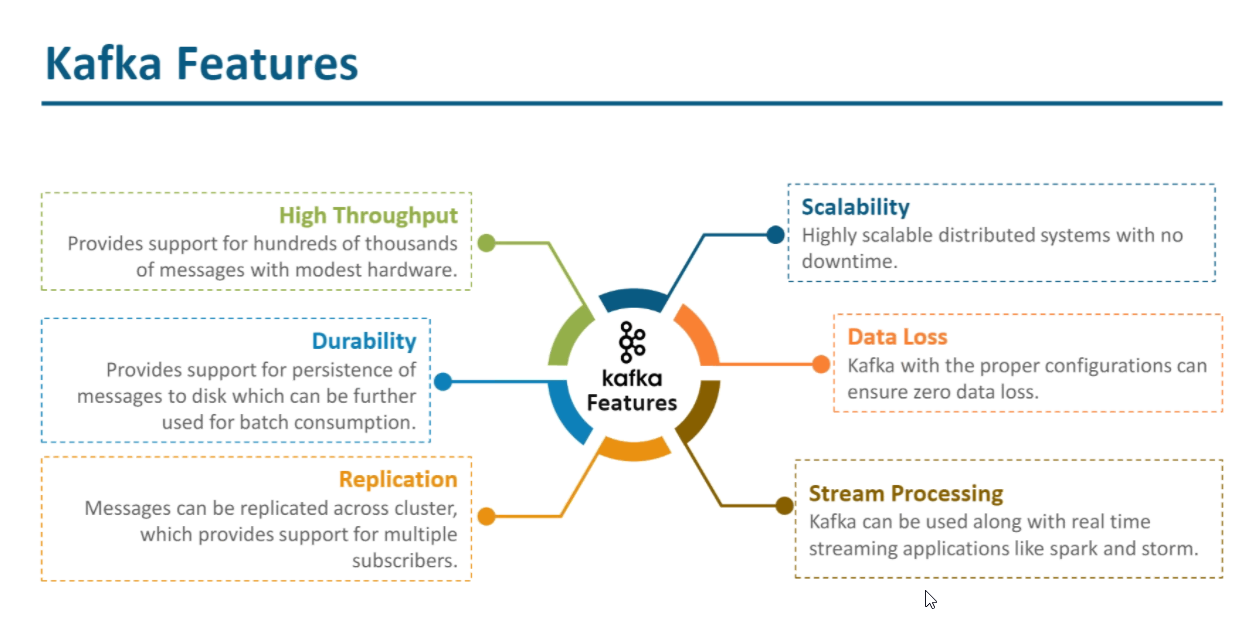 Kafka Features
High Throughput
Provides support for hundreds of thousands
of messages with modest hardware.
Durability
Provides support for persistence of
messages to disk which can be further
used for batch consumption.
Replication
Messages can be replicated across cluster,
which provides support for multiple
subscribers.
kafka
Features
Scalability
Highly scalable distributed systems with no
downtime.
Data Loss
Kafka with the proper configurations can
ensure zero data loss.
Stream Processing
Kafka can be used along with real time
streaming applications like spark and storm.